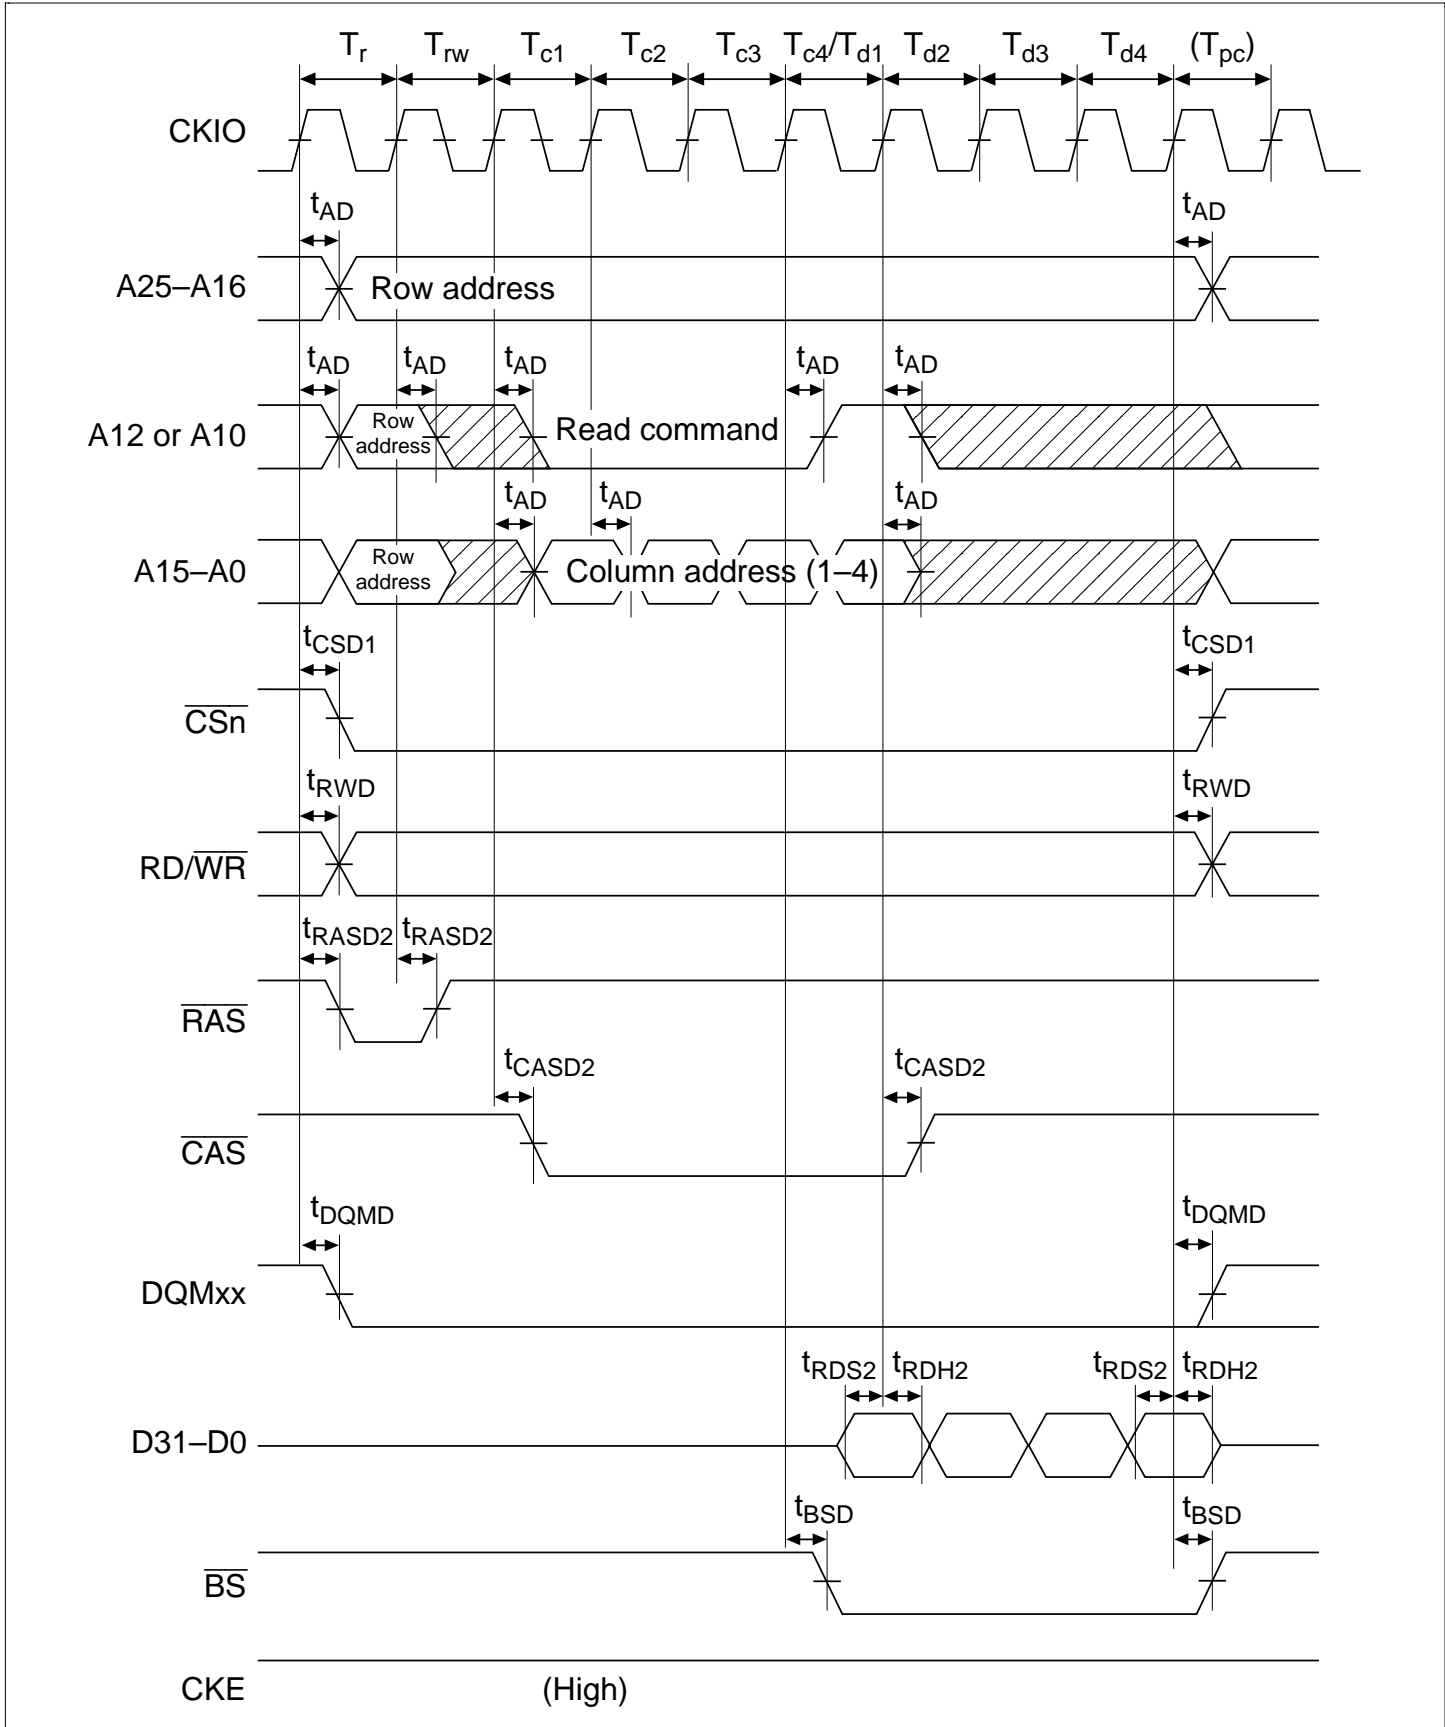 Tr Trw Tc1 Tc2 Tc3 Tc4/Td1 Td2 Td3 Td4 (Tpc)
CKIO
tAD tAD
A25–A16 Row address
tAD tAD tAD tAD tAD
A12 or A10 Row address Read command
tAD tAD tAD
A15–A0 Row address Column address (1–4)
tCSD1 tCSD1
CSn
tRWD tRWD
RD/WR
tRASD2 tRASD2
RAS
tCASD2 tCASD2
CAS
tDQMD tDQMD
DQMxx
tRDS2 tRDH2 tRDS2 tRDH2
D31–D0
tBSD tBSD
BS
CKE (High)